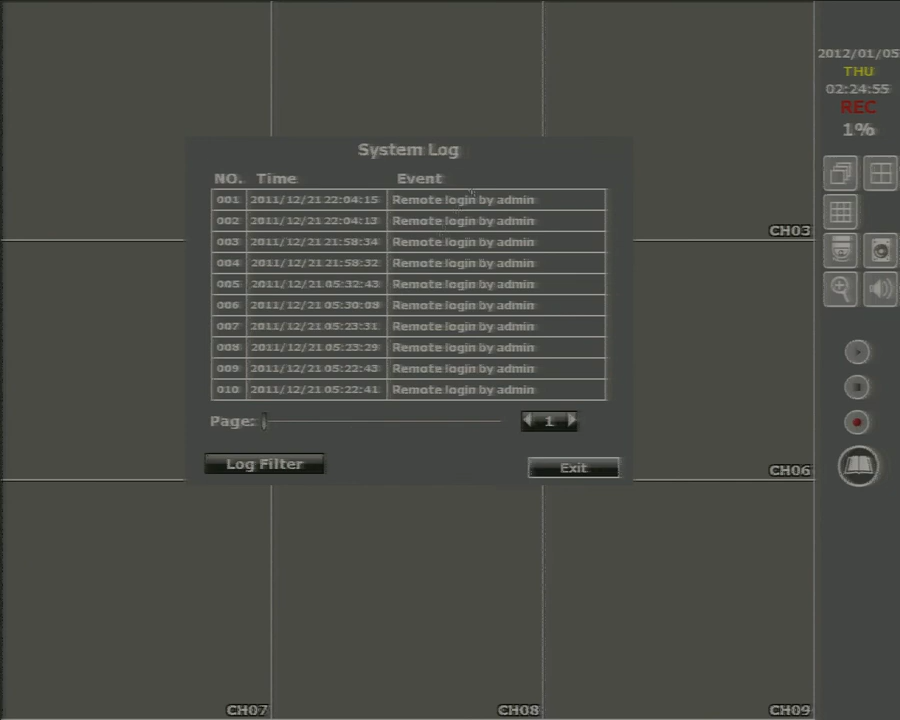 2012/01/05
THU
02:24:55
REC
1%
System Log
NO. Time Event
001 2011/12/21 22:04:15 Remote login by admin
002 2011/12/21 22:04:13 Remote login by admin
003 2011/12/21 21:58:34 Remote login by admin
004 2011/12/21 21:58:32 Remote login by admin
005 2011/12/21 05:32:43 Remote login by admin
006 2011/12/21 05:30:08 Remote login by admin
007 2011/12/21 05:23:31 Remote login by admin
008 2011/12/21 05:23:29 Remote login by admin
009 2011/12/21 05:22:43 Remote login by admin
010 2011/12/21 05:22:41 Remote login by admin
Page: 1
Log Filter Exit
CH03
CH06
CH07 CH08 CH09